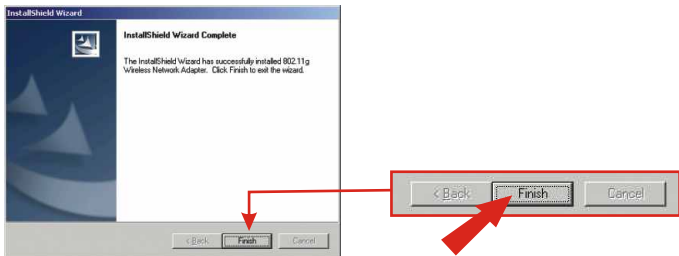 InstallShield Wizard
InstallShield Wizard Complete
The InstallShield Wizard has successfully installed 802.11g
Wireless Network Adapter. Click Finish to exit the wizard.
< Back Finish Cancel
< Back Finish Cancel